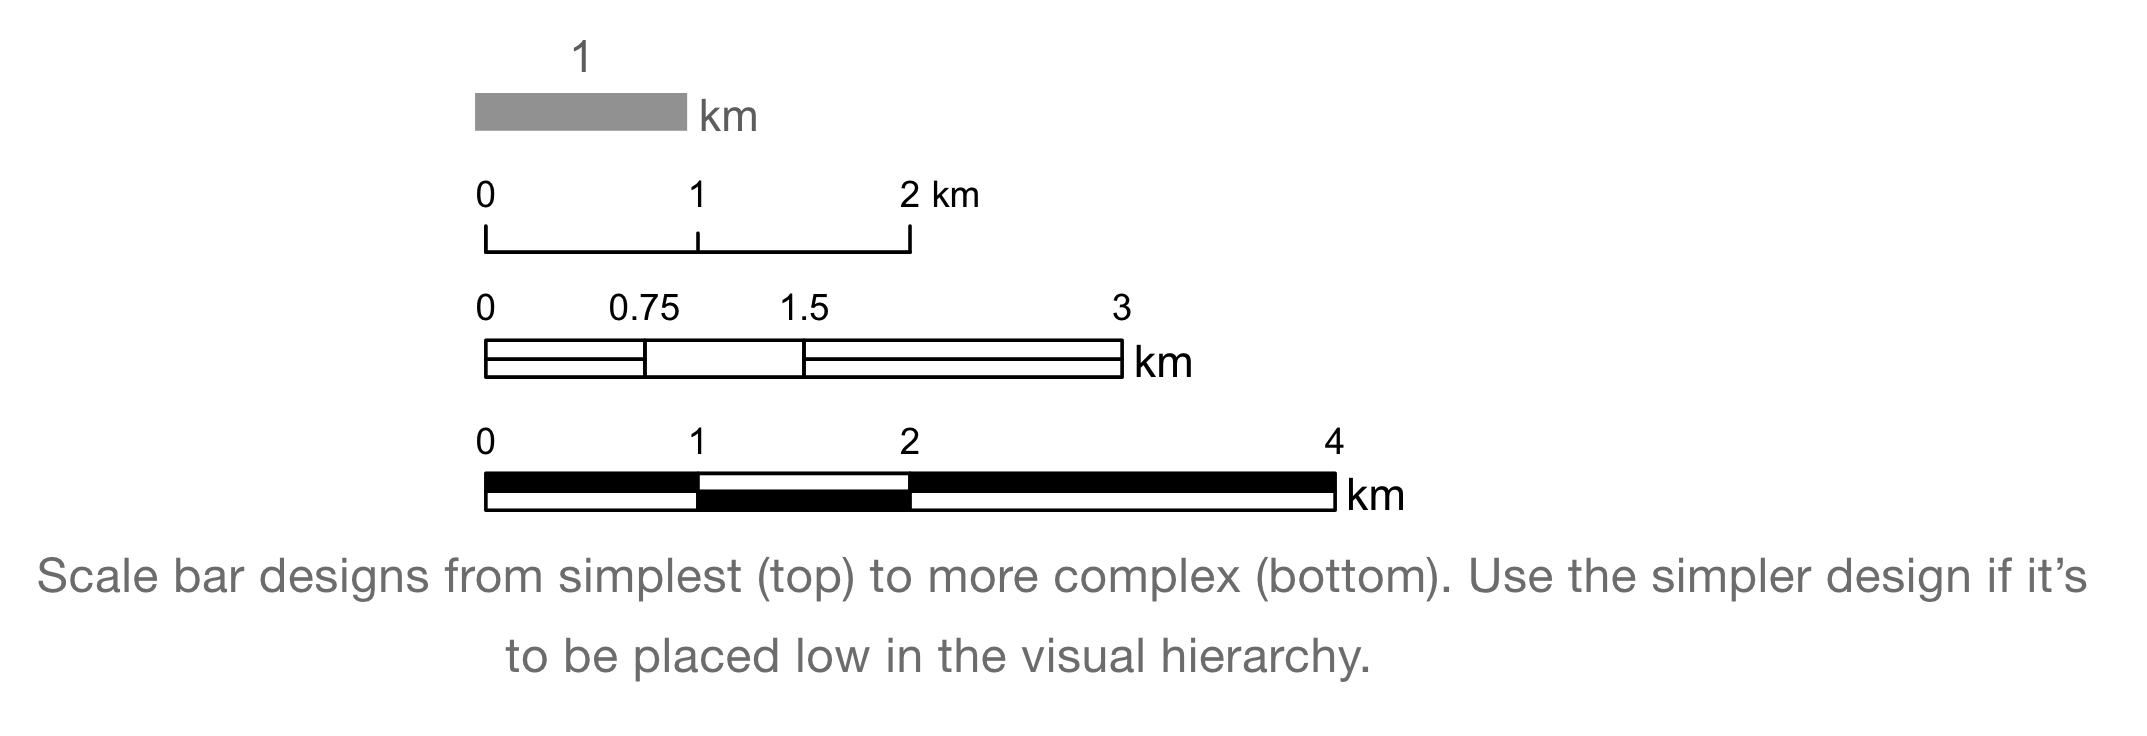 1
km
0 1 2 km
0 0.75 1.5 3
km
0 1 2 4
km
Scale bar designs from simplest (top) to more complex (bottom). Use the simpler design if it’s
to be placed low in the visual hierarchy.